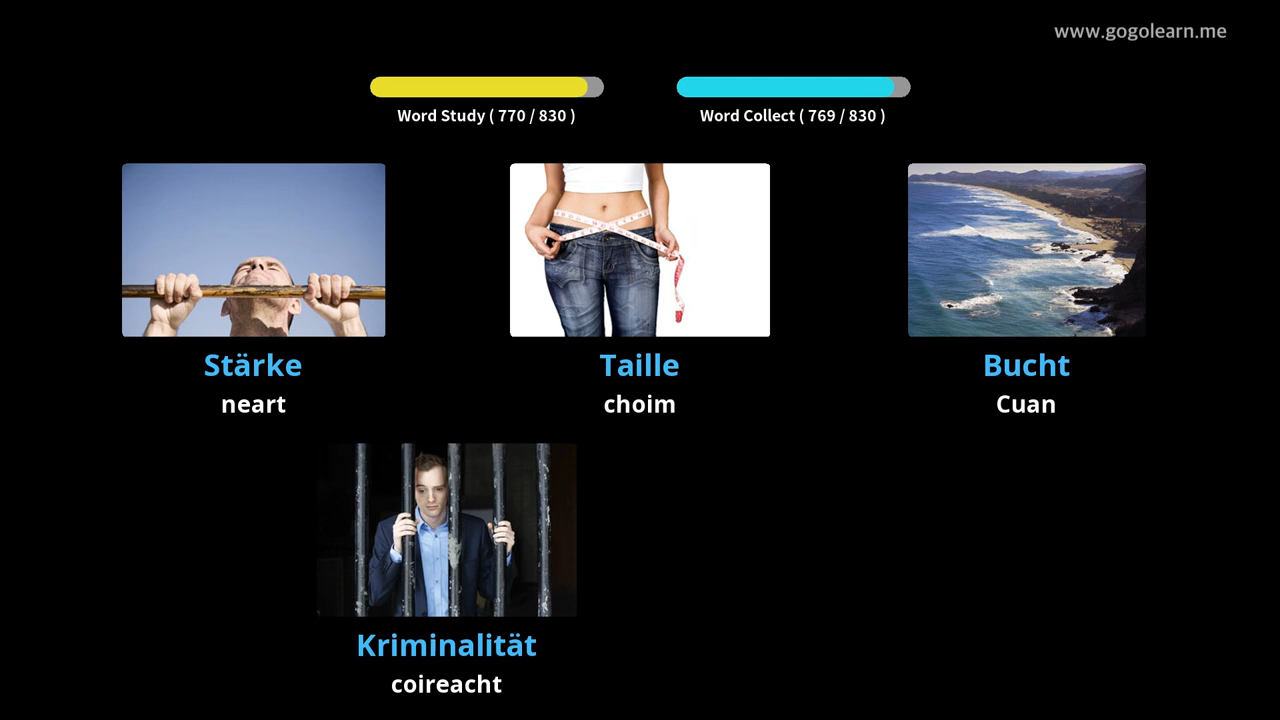 www.gogolearn.me
Word Study ( 770 / 830 )
Word Collect ( 769 / 830 )
Stärke
neart
Taille
choim
Bucht
Cuan
Kriminalität
coireacht